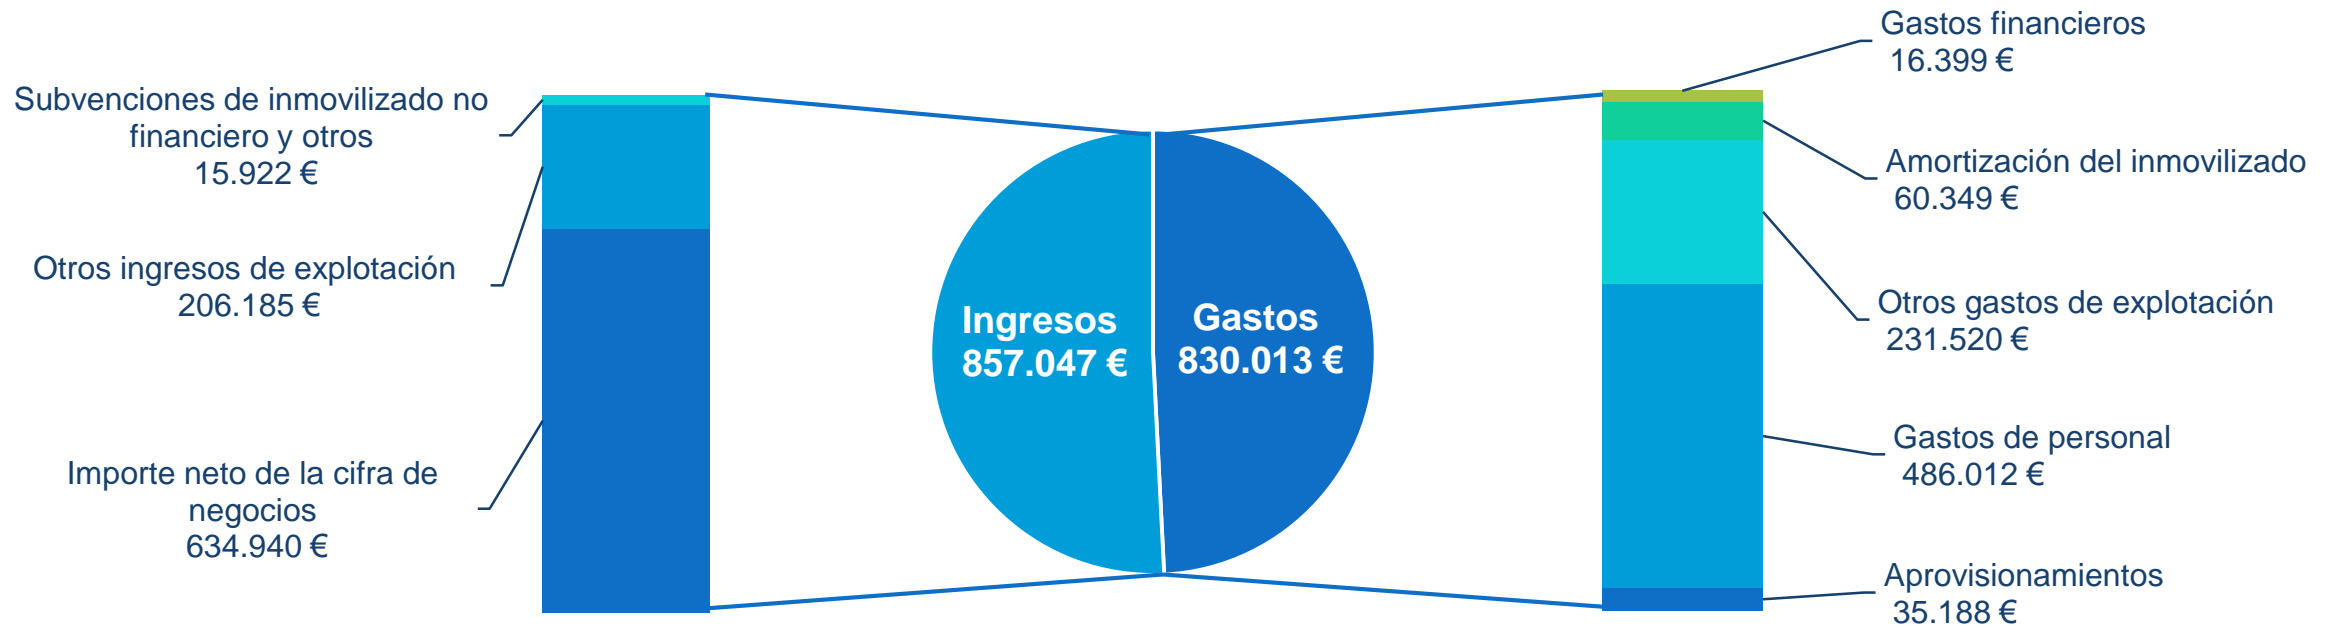 Subvenciones de inmovilizado no
financiero y otros
15.922 €
Otros ingresos de explotación
206.185 €
Importe neto de la cifra de
negocios
634.940 €
Ingresos
857.047 €
Gastos
830.013 €
Gastos financieros
16.399 €
Amortización del inmovilizado
60.349 €
Otros gastos de explotación
231.520 €
Gastos de personal
486.012 €
Aprovisionamientos
35.188 €